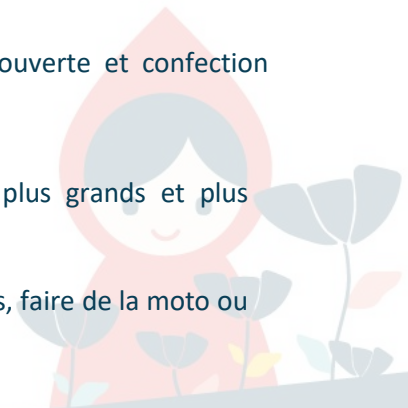 ouverte et confection
plus grands et plus
s, faire de la moto ou